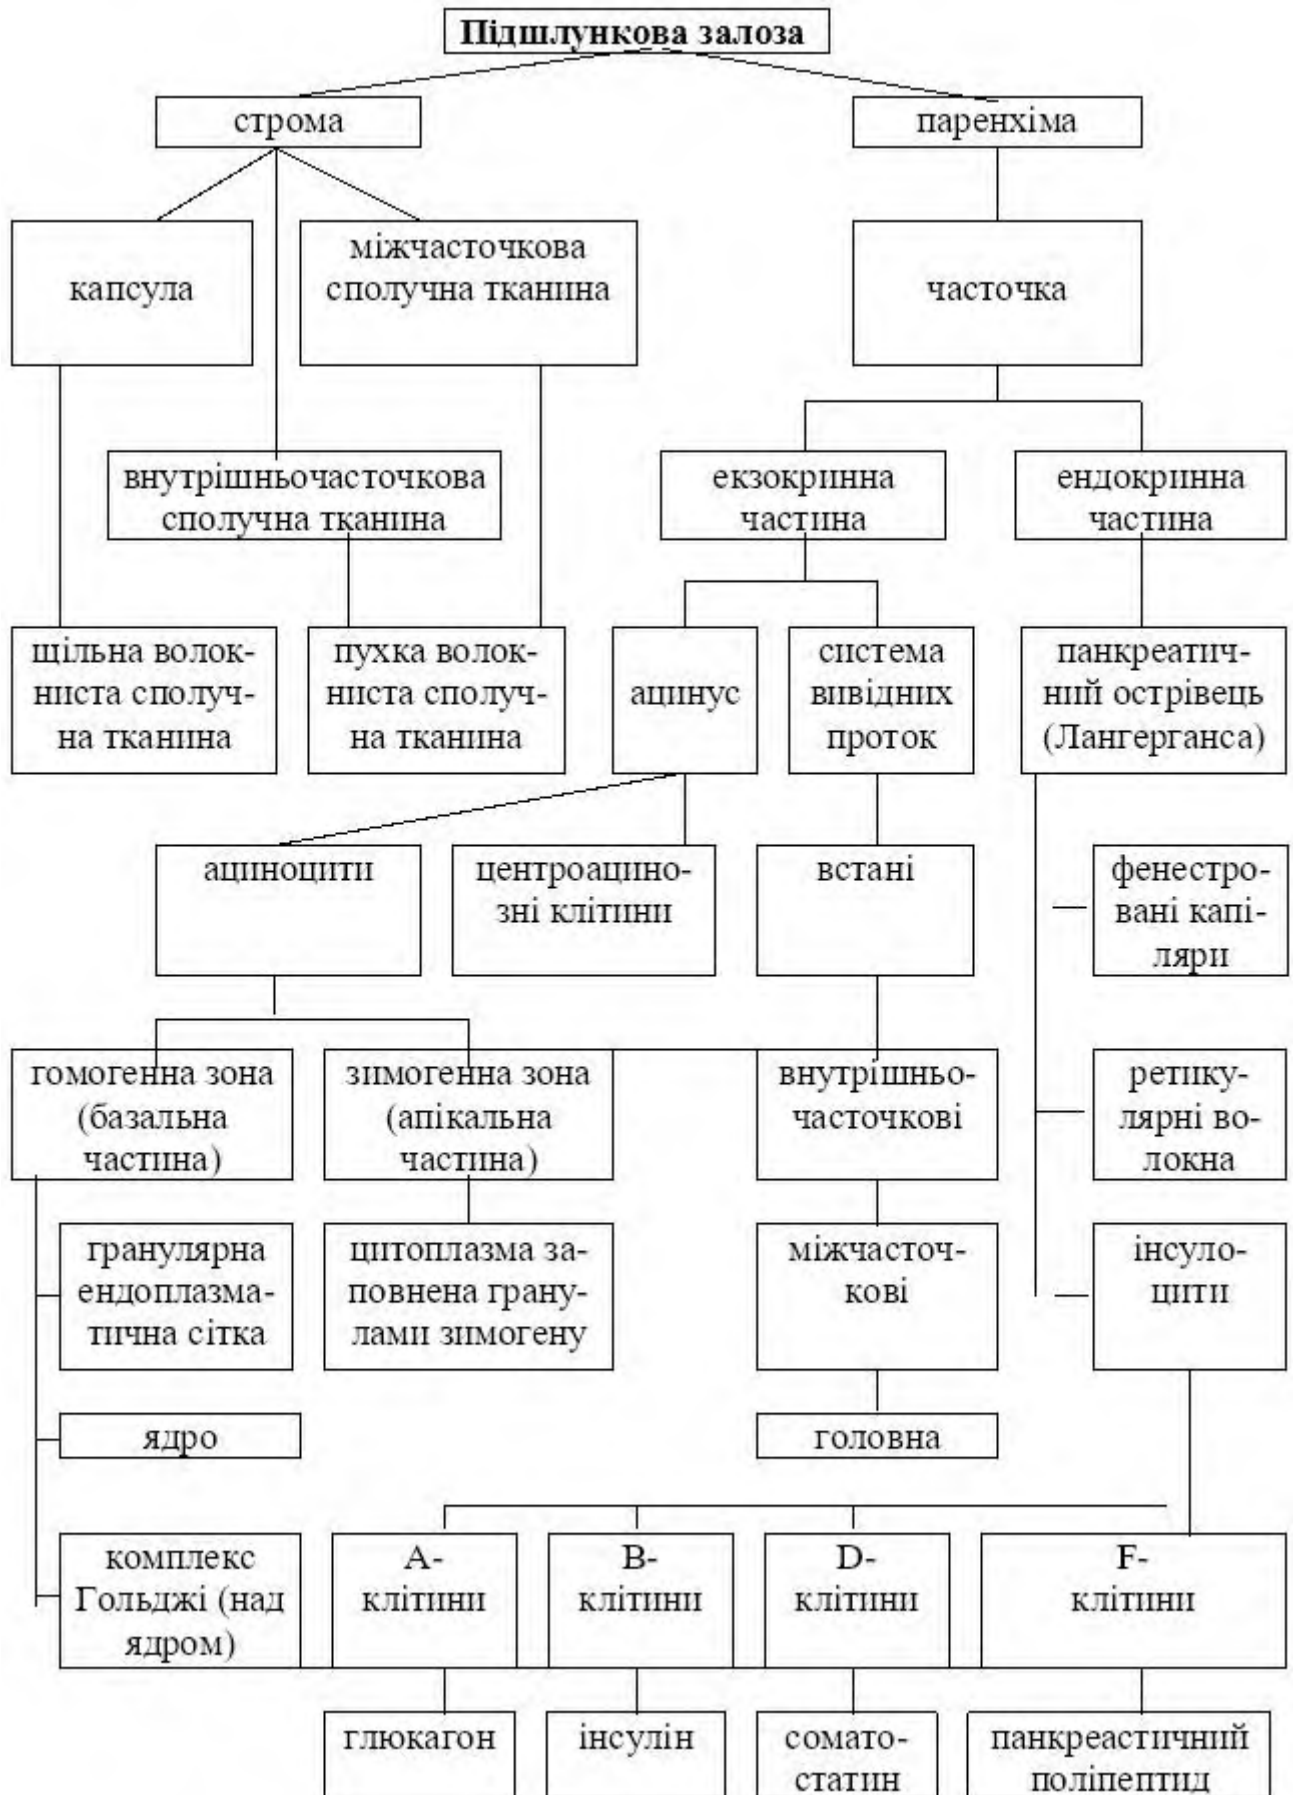 Підшлункова залоза
строма
паренхіма
капсула
міжчасточкова
сполучна тканина
часточка
внутрішньочасточкова
сполучна тканина
екзокринна
частина
ендокринна
частина
щільна волок-
ниста сполуч-
на тканина
пухка волок-
ниста сполуч-
на тканина
ацинус
система
вивідних
проток
панкреатич-
ний острівець
(Лангерганса)
ациноцити
центроацино-
зні клітини
встані
фенестро-
вані капі-
ляри
гомогенна зона
(базальна
частина)
зимогенна зона
(апікальна
частина)
внутрішньо-
часточкові
ретику-
лярні во-
локна
гранулярна
ендоплазма-
тична сітка
цитоплазма за-
повнена грану-
лами зимогену
міжчасточ-
кові
інсуло-
цити
ядро
головна
комплекс
Гольджі (над
ядром)
A-
клітини
B-
клітини
D-
клітини
F-
клітини
глюкагон
інсулін
сомато-
статин
панкреастичний
поліпептид